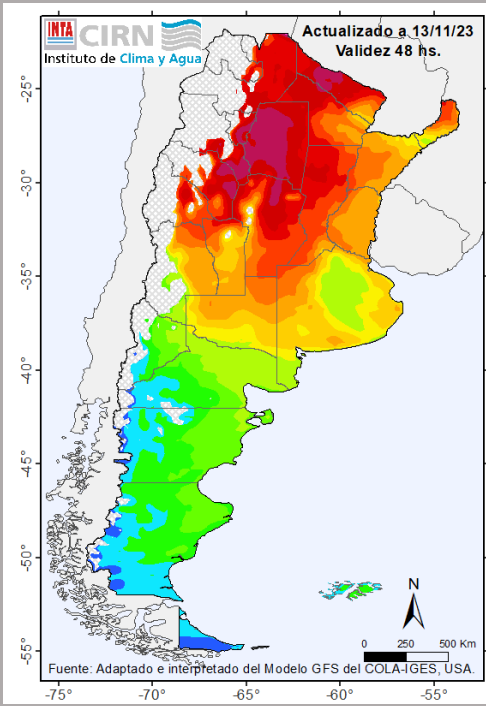 INTA CIRN
Instituto de Clima y Agua
Actualizado a 13/11/23
Validez 48 hs.
-25°
-30°
-35°
-40°
-45°
-50°
-55°
N
0 250 500 Km
Fuente: Adaptado e interpretado del Modelo GFS del COLA-IGES, USA.
-75° -70° -65° -60° -55°